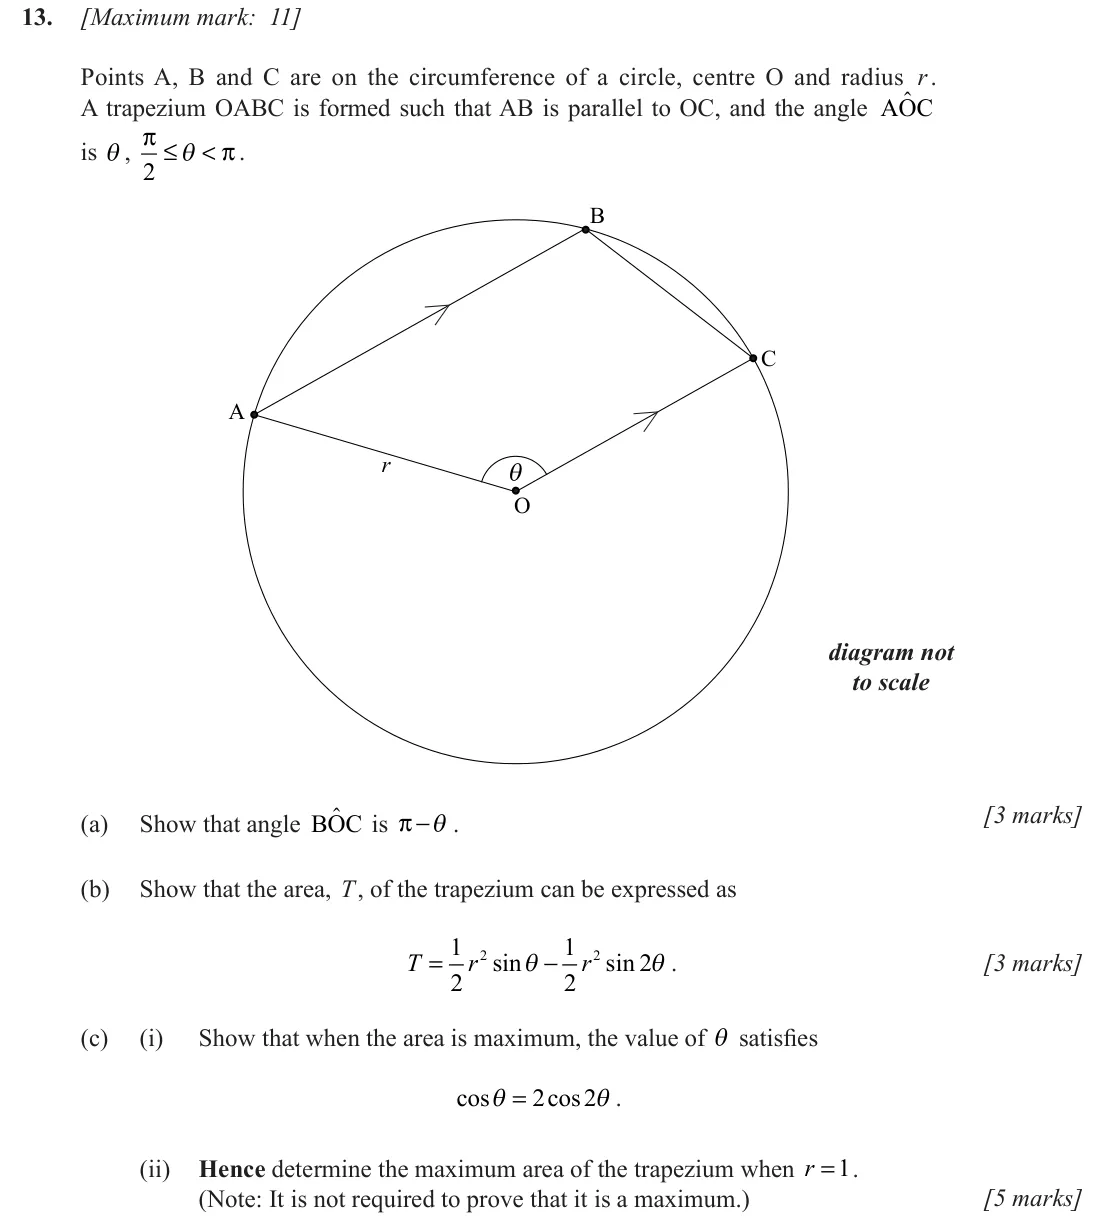 13. [Maximum mark: 11]
Points A, B and C are on the circumference of a circle, centre O and radius r.
A trapezium OABC is formed such that AB is parallel to OC, and the angle AÔC
is θ, π/2 ≤ θ < π.
B
C
A
r
θ
O
diagram not
to scale
(a) Show that angle BÔC is π−θ. [3 marks]
(b) Show that the area, T, of the trapezium can be expressed as
T = 1/2 r² sin θ − 1/2 r² sin 2θ. [3 marks]
(c) (i) Show that when the area is maximum, the value of θ satisfies
cos θ = 2 cos 2θ.
(ii) Hence determine the maximum area of the trapezium when r = 1.
(Note: It is not required to prove that it is a maximum.) [5 marks]